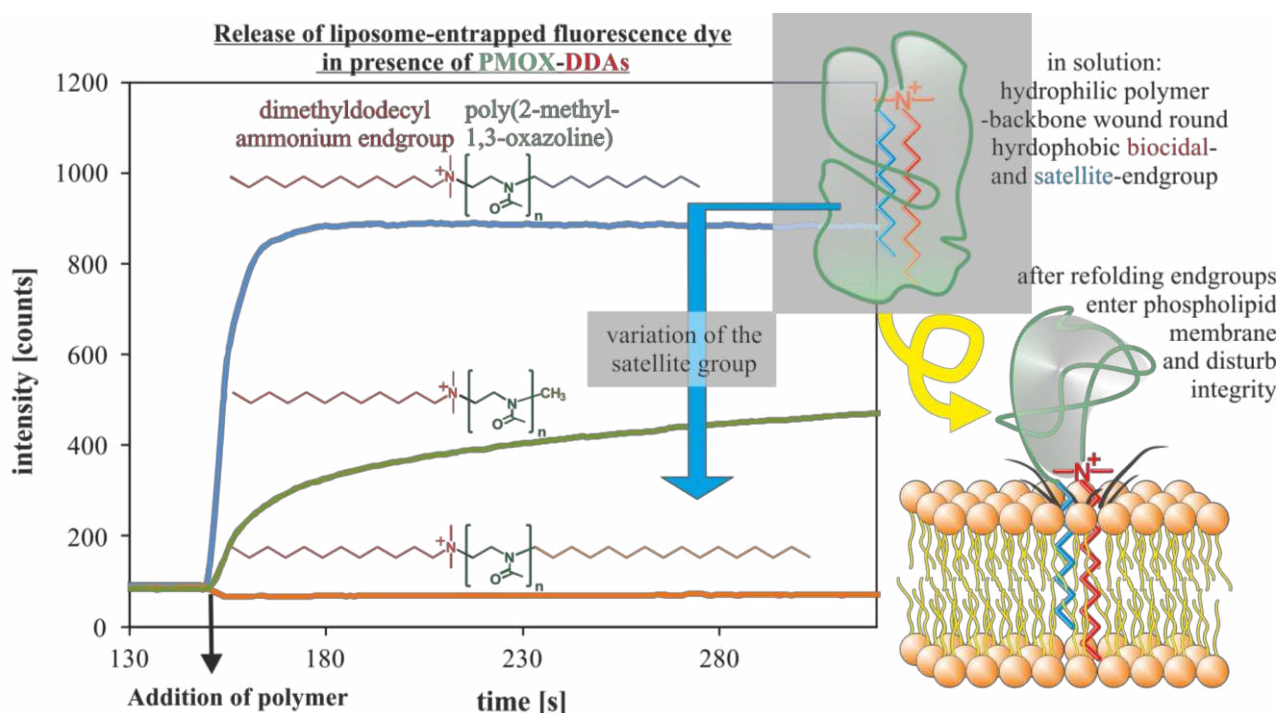 Release of liposome-entrapped fluorescence dye
in presence of PMOX-DDAs
1200
1000
800
600
400
200
0
intensity [counts]
130
180
230
280
time [s]
Addition of polymer
dimethyldodecyl
ammonium endgroup
poly(2-methyl-
1,3-oxazoline)
+
N
N
O
n
+
N
N
CH3
O
n
+
N
N
O
n
variation of the
satellite group
N+
in solution:
hydrophilic polymer
-backbone wound round
hyrdophobic biocidal-
and satellite-endgroup
after refolding endgroups
enter phospholipid
membrane
and disturb
integrity
N+